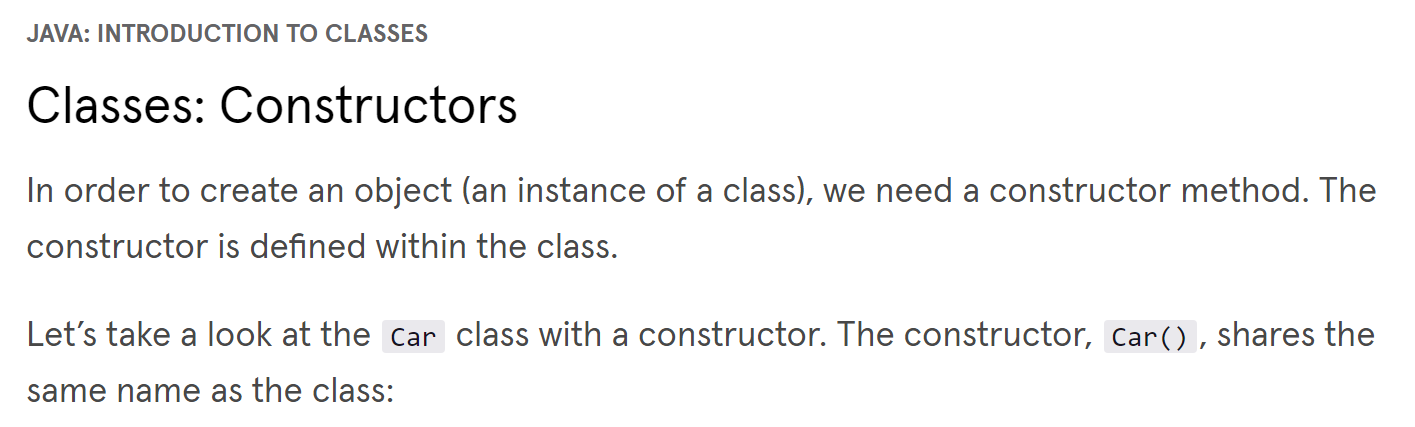 JAVA: INTRODUCTION TO CLASSES
Classes: Constructors
In order to create an object (an instance of a class), we need a constructor method. The
constructor is defined within the class.
Let’s take a look at the Car class with a constructor. The constructor, Car(), shares the
same name as the class: